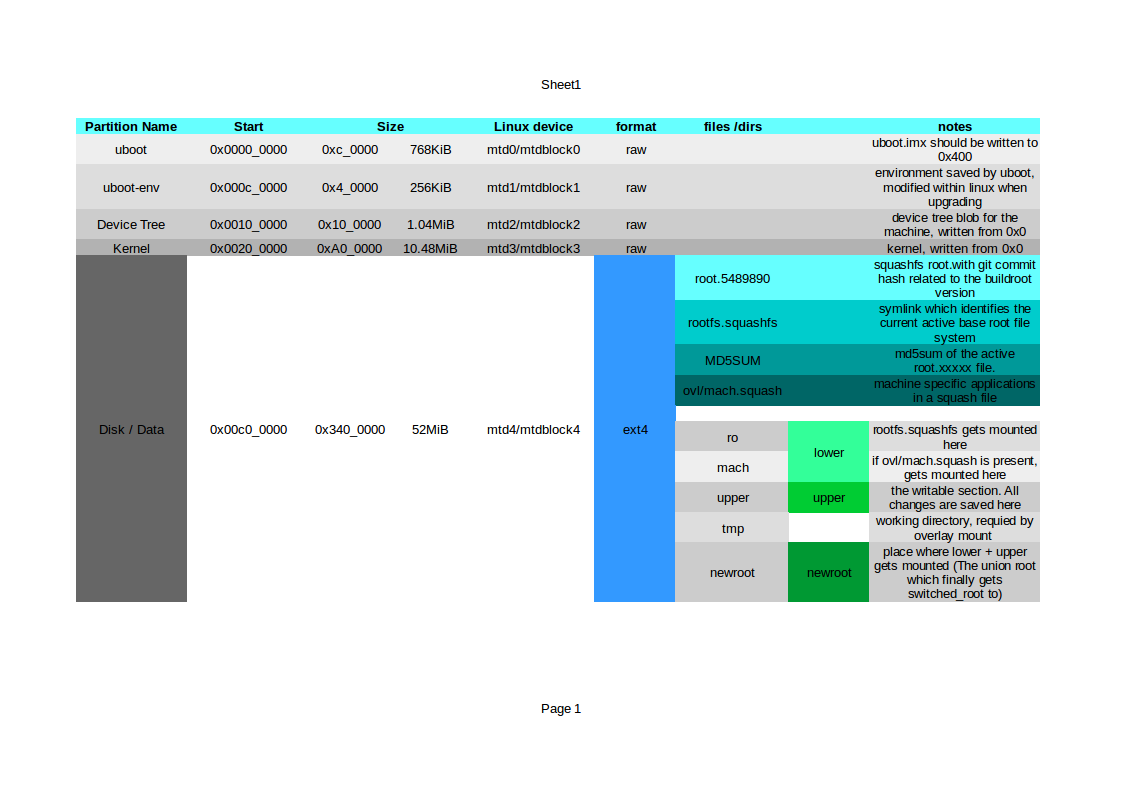 Sheet1
Partition Name Start Size Linux device format files /dirs notes
uboot 0x0000_0000 0xc_0000 768KiB mtd0/mtdblock0 raw uboot.imx should be written to
0x400
uboot-env 0x000c_0000 0x4_0000 256KiB mtd1/mtdblock1 raw environment saved by uboot,
modified within linux when
upgrading
Device Tree 0x0010_0000 0x10_0000 1.04MiB mtd2/mtdblock2 raw device tree blob for the
machine, written from 0x0
Kernel 0x0020_0000 0xA0_0000 10.48MiB mtd3/mtdblock3 raw kernel, written from 0x0
Disk / Data 0x00c0_0000 0x340_0000 52MiB mtd4/mtdblock4 ext4
root.5489890 squashfs root.with git commit
hash related to the buildroot
version
rootfs.squashfs symlink which identifies the
current active base root file
system
MD5SUM md5sum of the active
root.xxxxx file.
ovl/mach.squash machine specific applications
in a squash file
ro lower rootfs.squashfs gets mounted
here
mach if ovl/mach.squash is present,
gets mounted here
upper upper the writable section. All
changes are saved here
tmp working directory, requied by
overlay mount
newroot newroot place where lower + upper
gets mounted (The union root
which finally gets
switched_root to)
Page 1